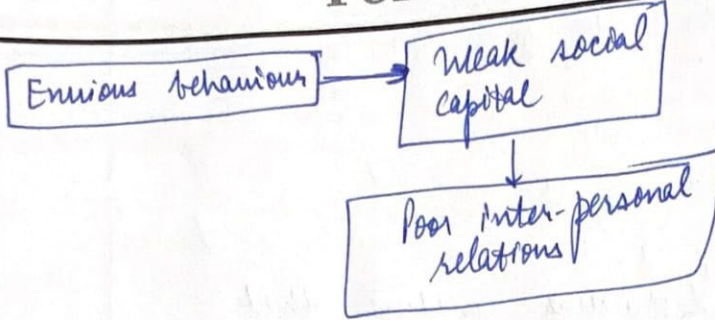 Envious behaviour
Weak social
capital
Poor inter-personal
relations